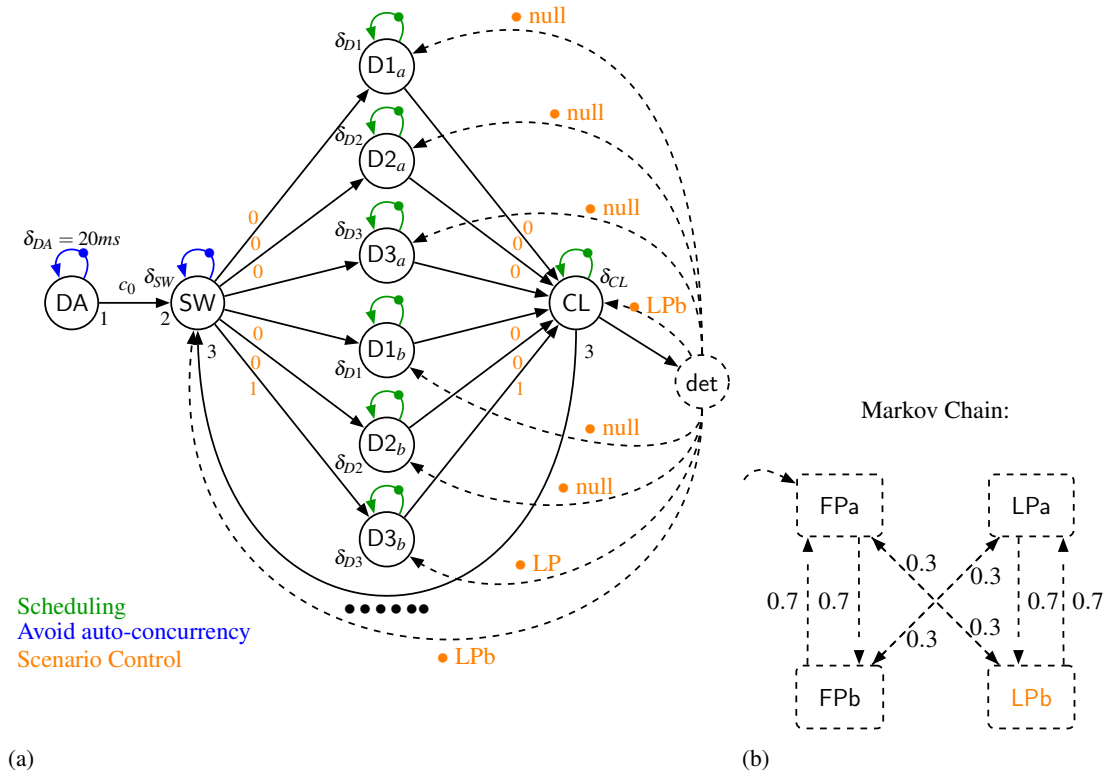 null
δD1
D1a
null
δD2
D2a
null
0
δD3
0
δDA = 20ms
0
D3a
0
0
0
δSW
δCL
c0
LPb
DA
SW
CL
1
2
0
0
3
D1b
3
0
0
det
1
δD1
1
Markov Chain:
null
D2b
δD2
null
FPa
LPa
D3b
δD3
LP
0.3
0.3
0.7
0.7
0.7
0.7
Scheduling
Avoid auto-concurrency
0.3
0.3
Scenario Control
LPb
FPb
LPb
(a)
(b)